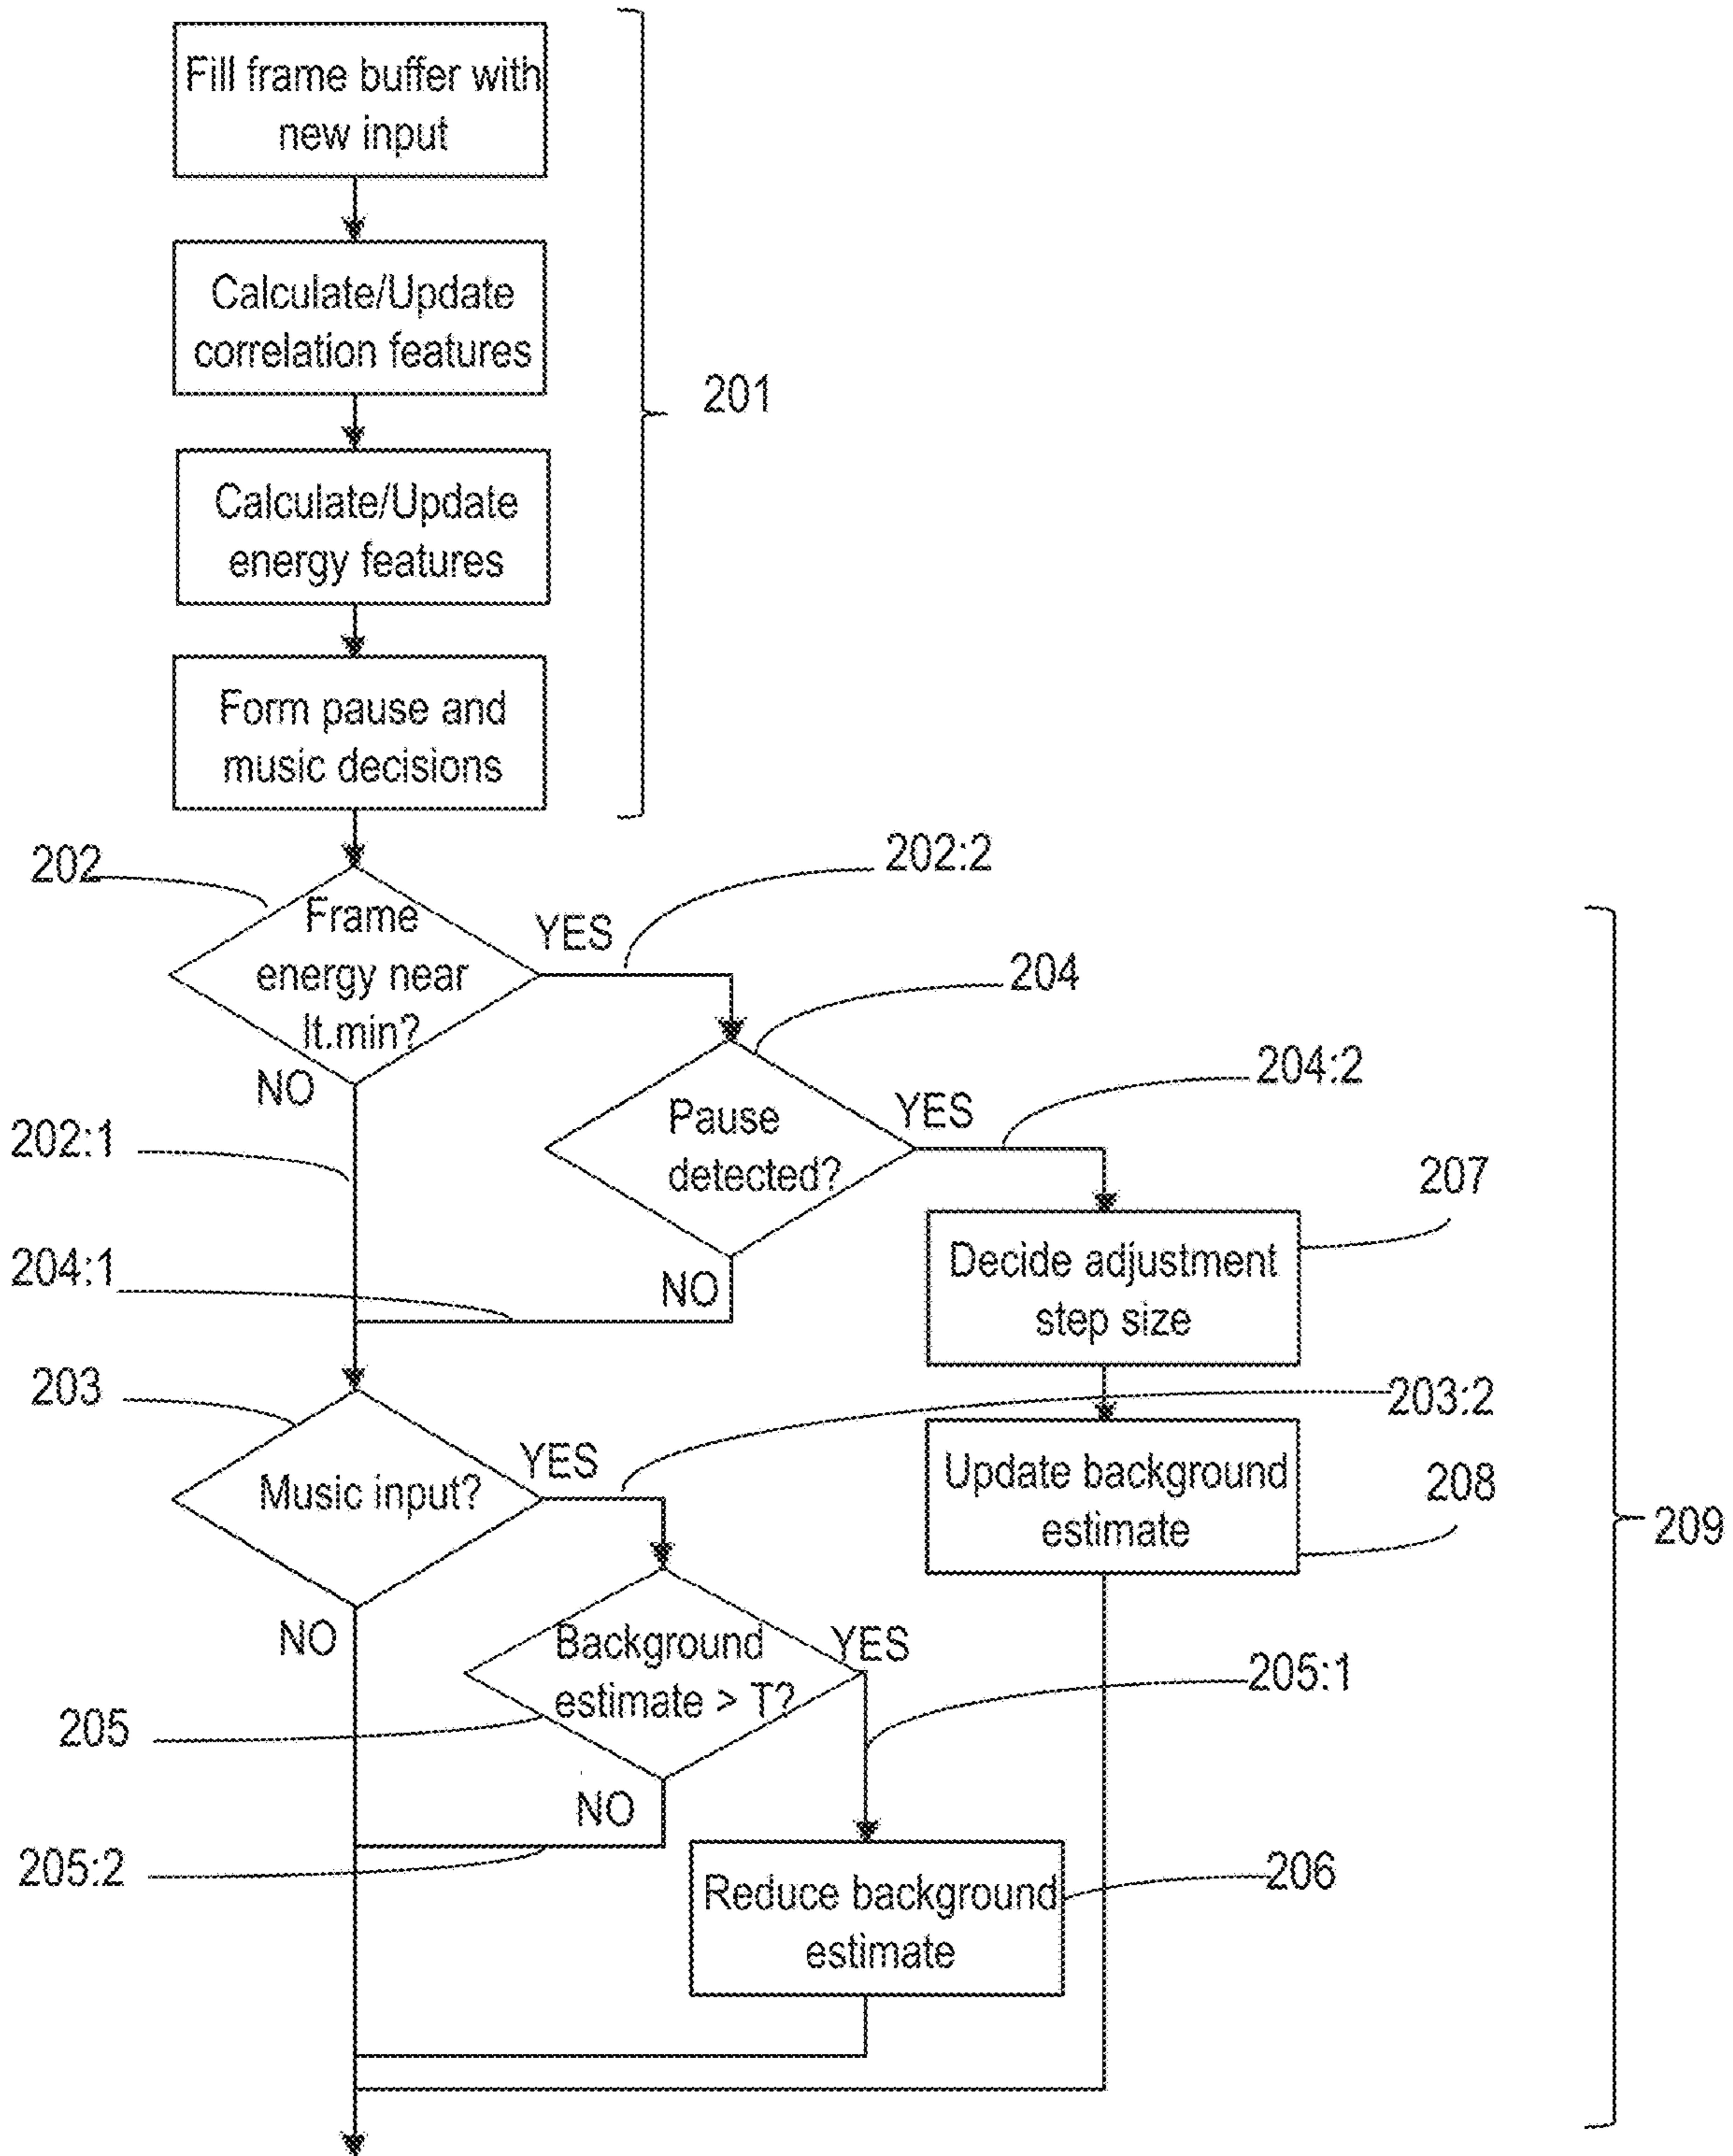 Fill frame buffer with
new input
Calculate/Update
correlation features
201
Calculate/Update
energy features
Form pause and
music decisions
202
202:2
Frame
energy near
lt.min?
YES
NO
204
204:2
202:1
Pause
detected?
YES
207
204:1
NO
Decide adjustment
step size
203
203:2
YES
Music input?
Update background
estimate
208
209
NO
Background
estimate > T?
YES
205:1
205
NO
205:2
206
Reduce background
estimate